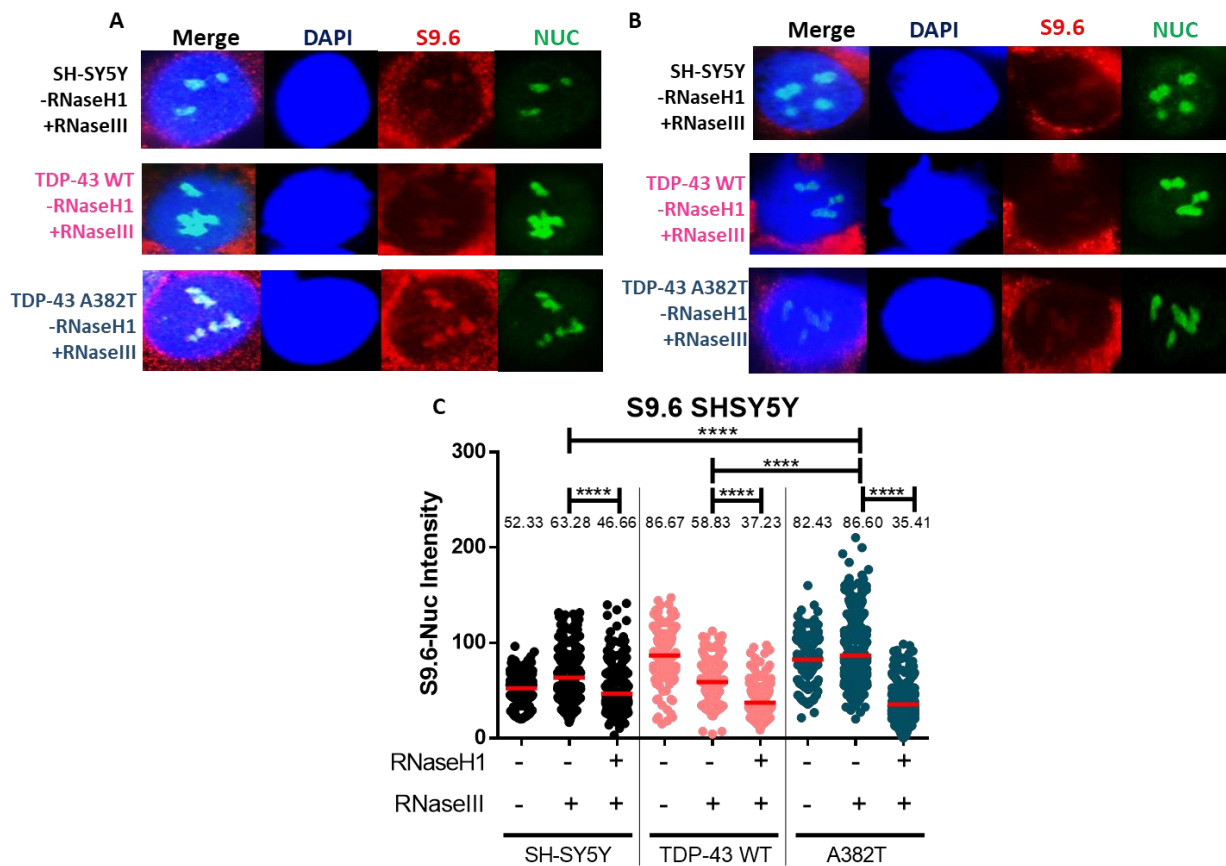 A
Merge DAPI S9.6 NUC
SH-SY5Y
-RNaseH1
+RNaseIII
TDP-43 WT
-RNaseH1
+RNaseIII
TDP-43 A382T
-RNaseH1
+RNaseIII
B
Merge DAPI S9.6 NUC
SH-SY5Y
-RNaseH1
+RNaseIII
TDP-43 WT
-RNaseH1
+RNaseIII
TDP-43 A382T
-RNaseH1
+RNaseIII
C
S9.6 SHSY5Y
****
****
**** **** ****
52.33 63.28 46.66 86.67 58.83 37.23 82.43 86.60 35.41
S9.6-Nuc Intensity
300
200
100
0
RNaseH1 - - + - - + - - +
RNaseIII - + + - + + - + +
SH-SY5Y TDP-43 WT A382T